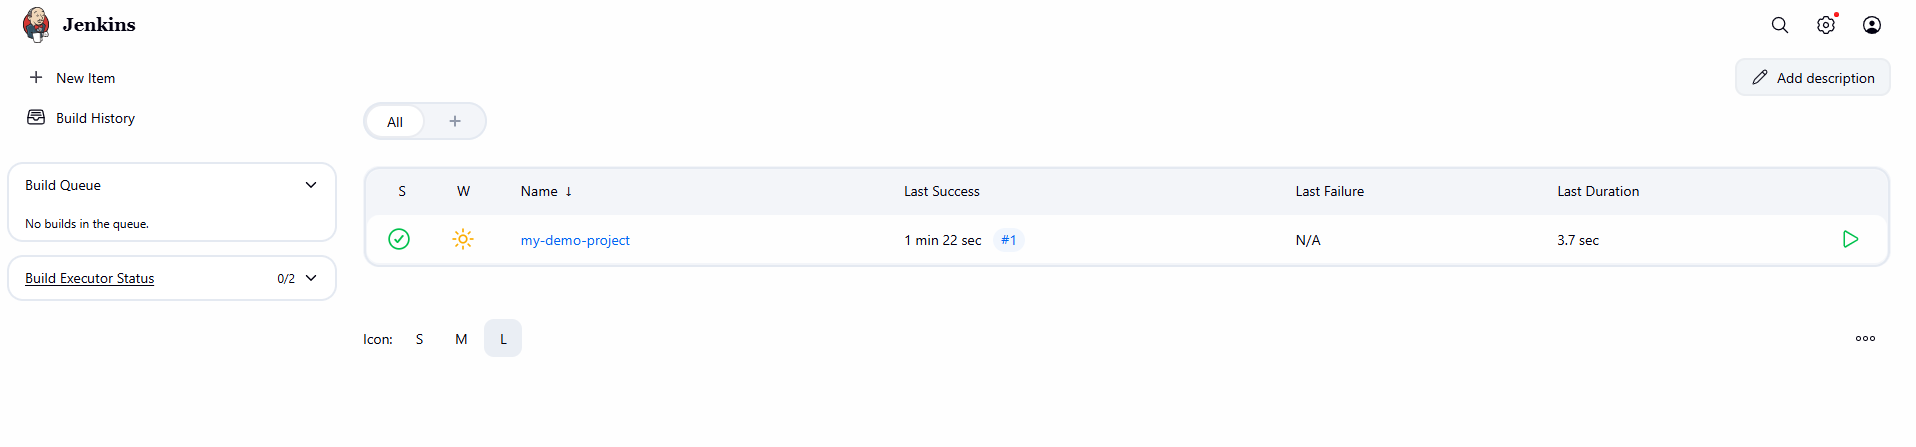 Jenkins
New Item
Add description
Build History
All
Build Queue
No builds in the queue.
Build Executor Status 0/2
S W Name ↓ Last Success Last Failure Last Duration
my-demo-project 1 min 22 sec #1 N/A 3.7 sec
Icon: S M L